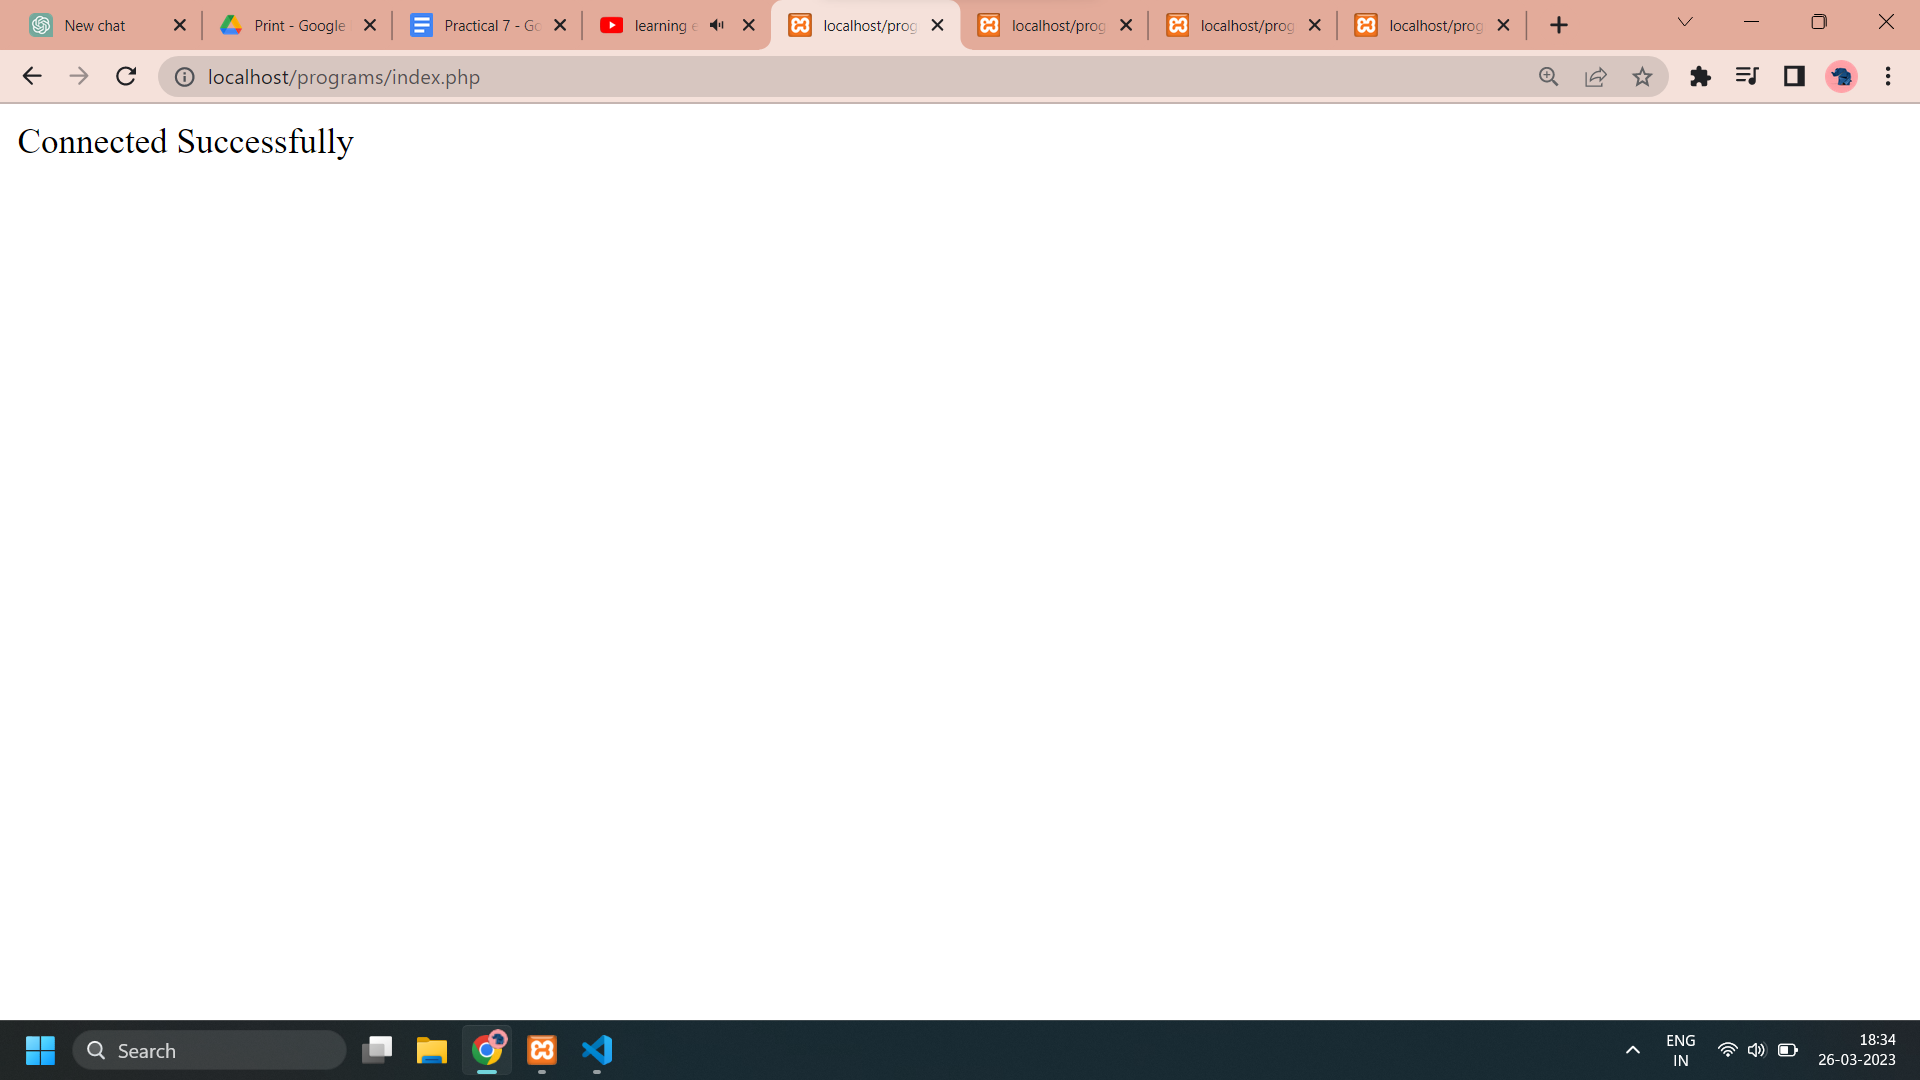 New chat
Print - Google
Practical 7 - Go
learning e
localhost/prog
localhost/prog
localhost/prog
localhost/prog
localhost/programs/index.php
Connected Successfully
Search
ENG
IN
18:34
26-03-2023